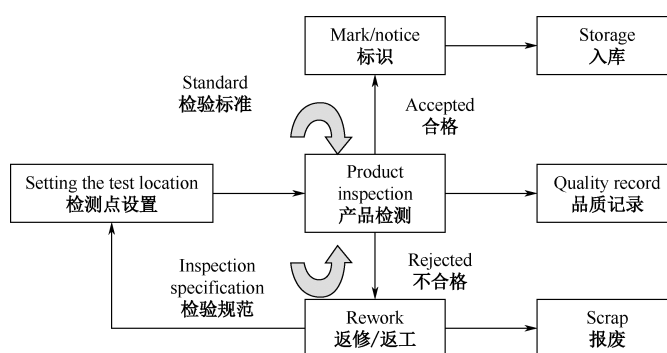 Mark/notice
标识
Storage
入库
Standard
检验标准
Accepted
合格
Setting the test location
检测点设置
Product
inspection
产品检测
Quality record
品质记录
Inspection
specification
检验规范
Rejected
不合格
Rework
返修/返工
Scrap
报废